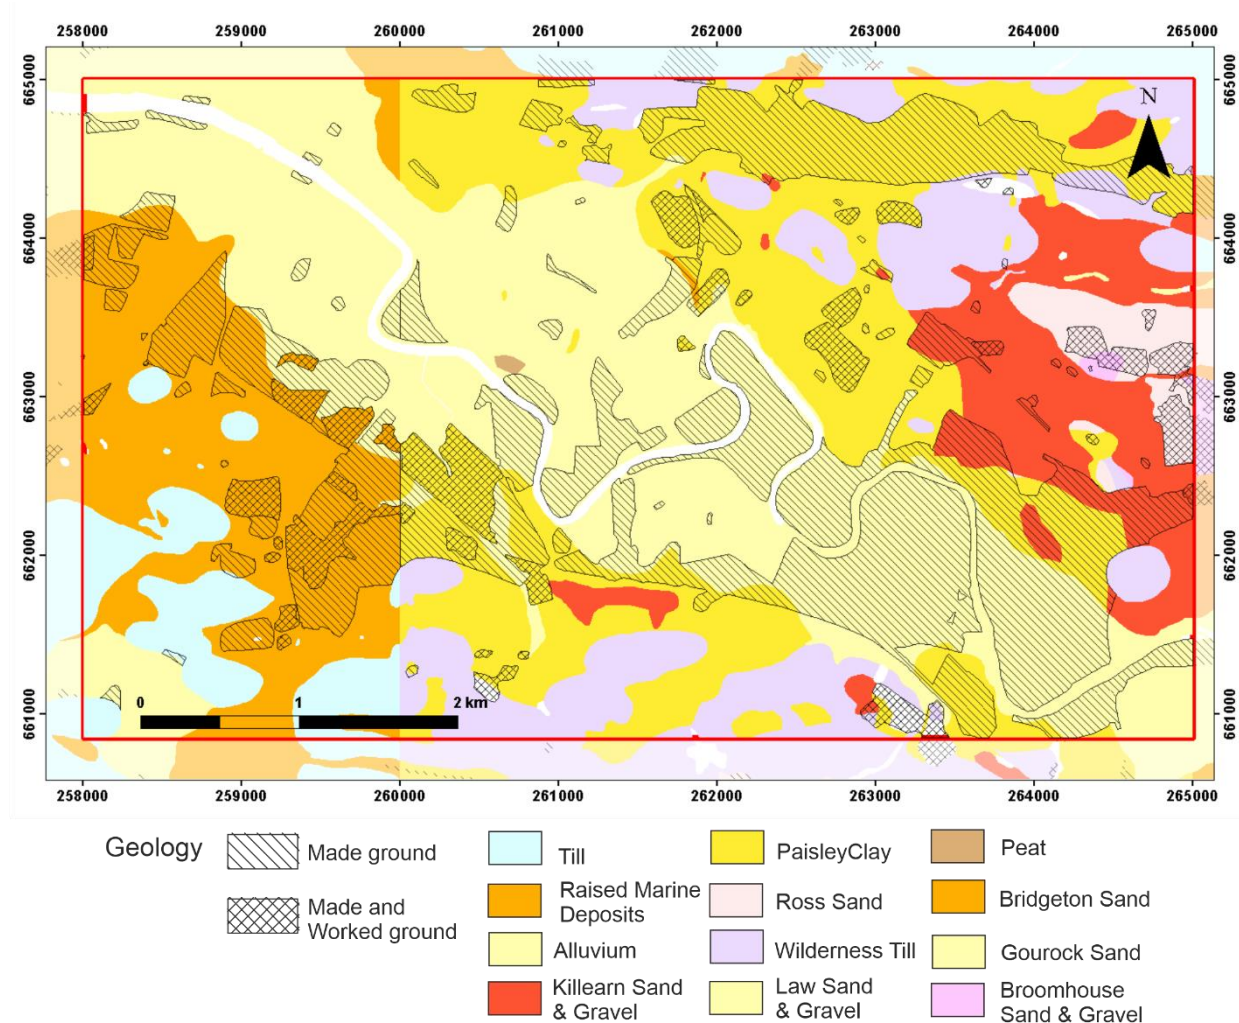 258000 259000 260000 261000 262000 263000 264000 265000
665000 665000
N
664000 664000
663000 663000
662000 662000
661000 661000
0 1 2 km
258000 259000 260000 261000 262000 263000 264000 265000
Geology
Made ground
Made and
Worked ground
Till
Raised Marine
Deposits
Alluvium
Killearn Sand
& Gravel
PaisleyClay
Ross Sand
Wilderness Till
Law Sand
& Gravel
Peat
Bridgeton Sand
Gourock Sand
Broomhouse
Sand & Gravel